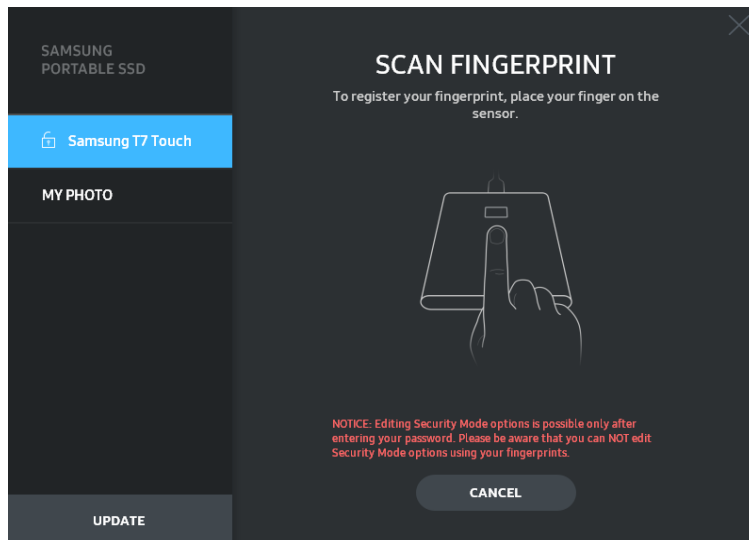 SAMSUNG
PORTABLE SSD
Samsung T7 Touch
MY PHOTO
UPDATE
SCAN FINGERPRINT
To register your fingerprint, place your finger on the
sensor.
NOTICE: Editing Security Mode options is possible only after
entering your password. Please be aware that you can NOT edit
Security Mode options using your fingerprints.
CANCEL